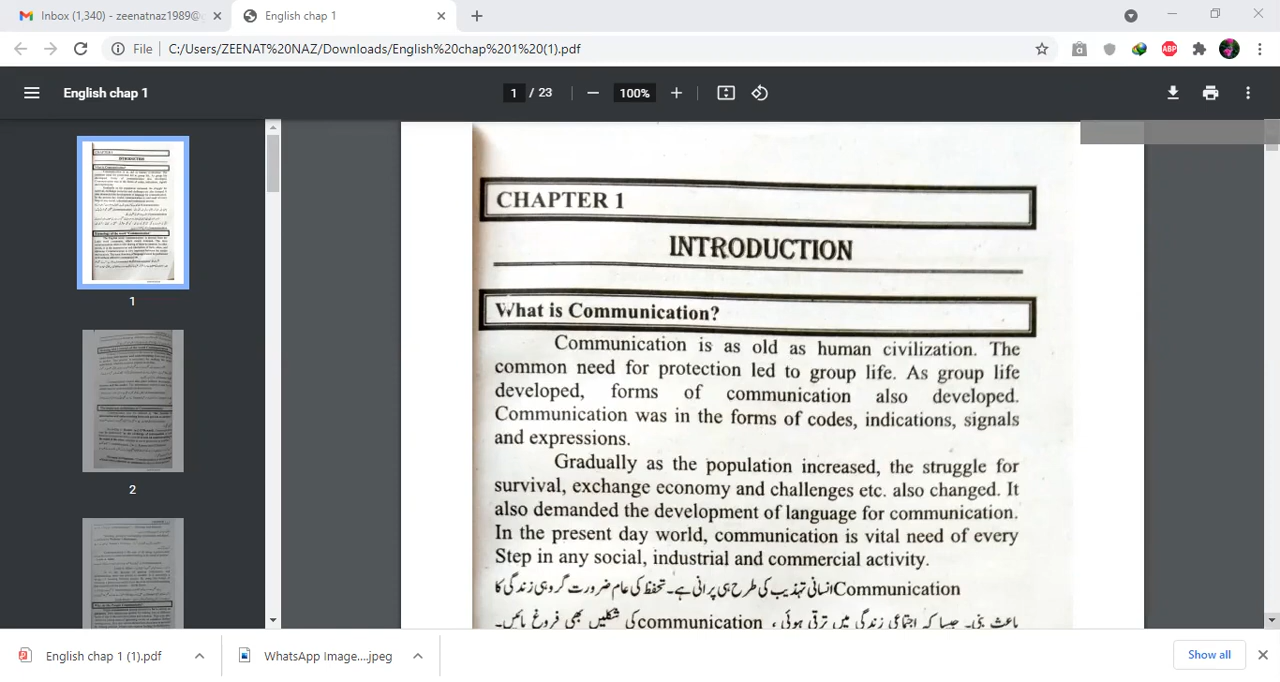 Inbox (1,340) - zeenatnaz1989@
English chap 1
File
C:/Users/ZEENAT%20NAZ/Downloads/English%20chap%201%20(1).pdf
ABP
English chap 1
1 / 23
100%
CHAPTER 1
INTRODUCTION
What is Communication?
Communication is as old as human civilization. The
common need for protection led to group life. As group life
developed, forms of communication also developed.
Communication was in the forms of codes, indications, signals
and expressions.
Gradually as the population increased, the struggle for
survival, exchange economy and challenges etc. also changed. It
also demanded the development of language for communication.
In the present day world, communication is vital need of every
Step in any social, industrial and commercial activity.
Communicationانسانی تہذیب کی طرح ہی پرانی ہے۔ تحفظ کی عام ضرورت گروہی زندگی کا
باعث بنی۔ جیسا کہ اجتماعی زندگی میں ترقی ہوئی، communicationکی شکلیں بھی فروغ پائیں۔
1
2
English chap 1 (1).pdf
WhatsApp Image....jpeg
Show all